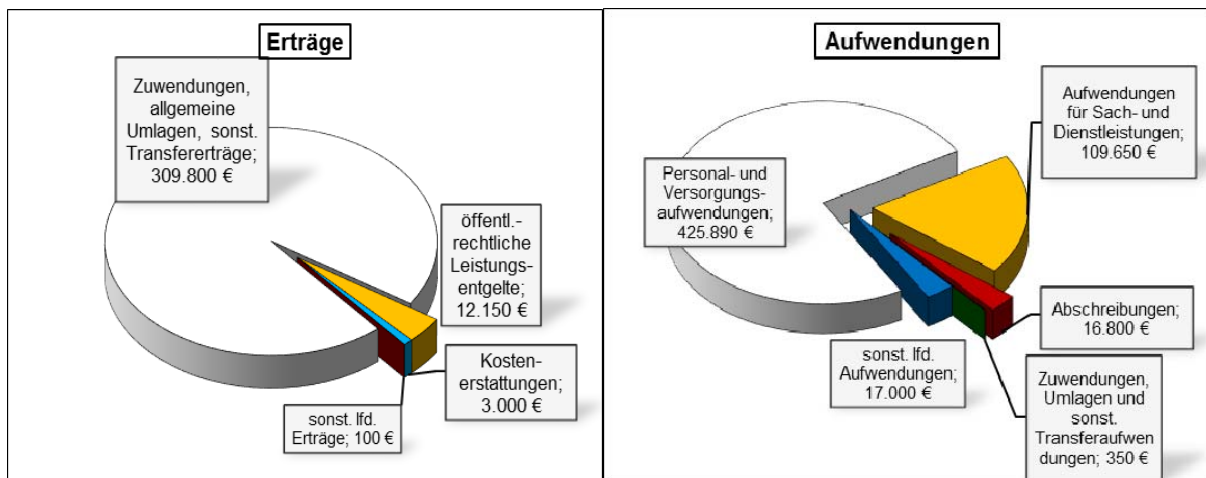 Erträge
Zuwendungen,
allgemeine
Umlagen, sonst.
Transfererträge;
309.800 €
öffentl.-
rechtliche
Leistungs-
entgelte;
12.150 €
Kosten-
erstattungen;
3.000 €
sonst. lfd.
Erträge; 100 €
Aufwendungen
Aufwendungen
für Sach- und
Dienstleistungen;
109.650 €
Personal- und
Versorgungs-
aufwendungen;
425.890 €
Abschreibungen;
16.800 €
sonst. lfd.
Aufwendungen;
17.000 €
Zuwendungen,
Umlagen und
sonst.
Transferaufwen
dungen; 350 €